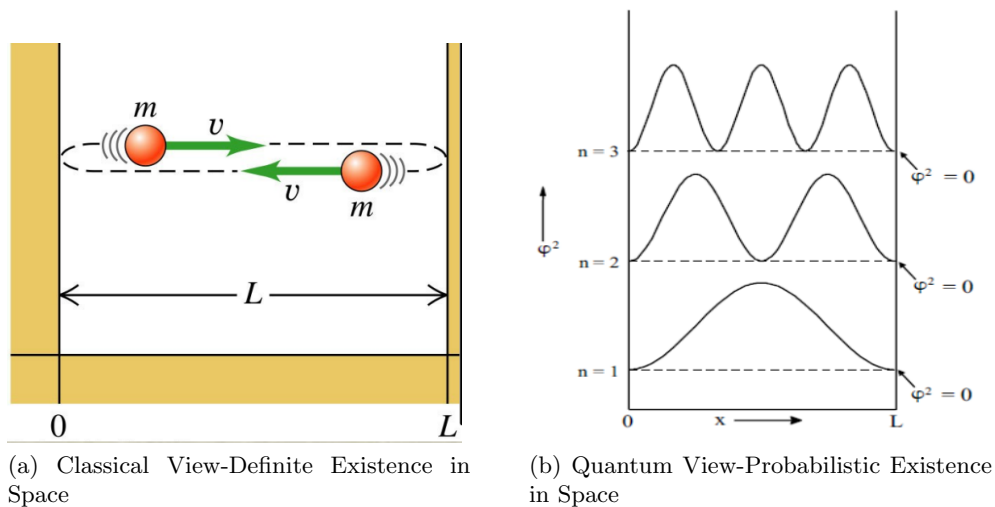 m
v
v
m
L
0
L
(a) Classical View-Definite Existence in
Space
n = 3
φ² = 0
φ²
n = 2
φ² = 0
n = 1
φ² = 0
0
x
L
(b) Quantum View-Probabilistic Existence
in Space